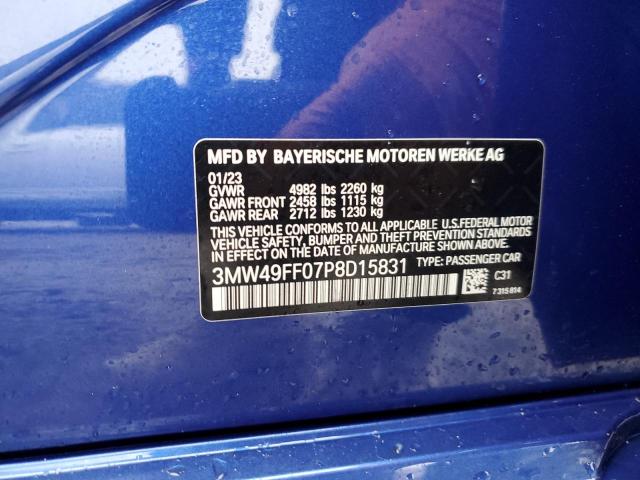 MFD BY BAYERISCHE MOTOREN WERKE AG
01/23
GVWR 4982 lbs 2260 kg
GAWR FRONT 2458 lbs 1115 kg
GAWR REAR 2712 lbs 1230 kg
THIS VEHICLE CONFORMS TO ALL APPLICABLE U.S.FEDERAL MOTOR
VEHICLE SAFETY, BUMPER, AND THEFT PREVENTION STANDARDS
IN EFFECT ON THE DATE OF MANUFACTURE SHOWN ABOVE.
3MW49FF07P8D15831 TYPE: PASSENGER CAR
C31
7315814